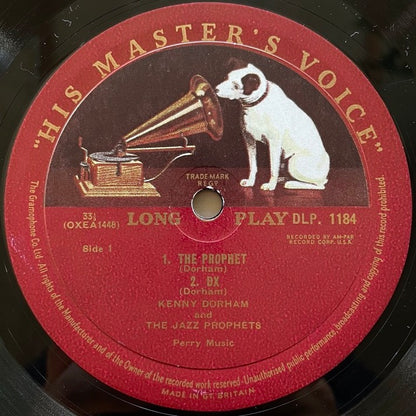 "HIS MASTER'S VOICE"
TRADE-MARK
REGD
33⅓
(OXEA1448)
LONG PLAY
DLP. 1184
RECORDED BY AM-PAR
RECORD CORP. U.S.A.
Side 1
1. THE PROPHET
(Dorham)
2. DX
(Dorham)
KENNY DORHAM
and
THE JAZZ PROPHETS
Perry Music
The Gramophone Co. Ltd - All rights of the Manufacturer and of the Owner of the recorded work reserved - Unauthorised public performance, broadcasting and copying of this record prohibited.
MADE IN GT. BRITAIN